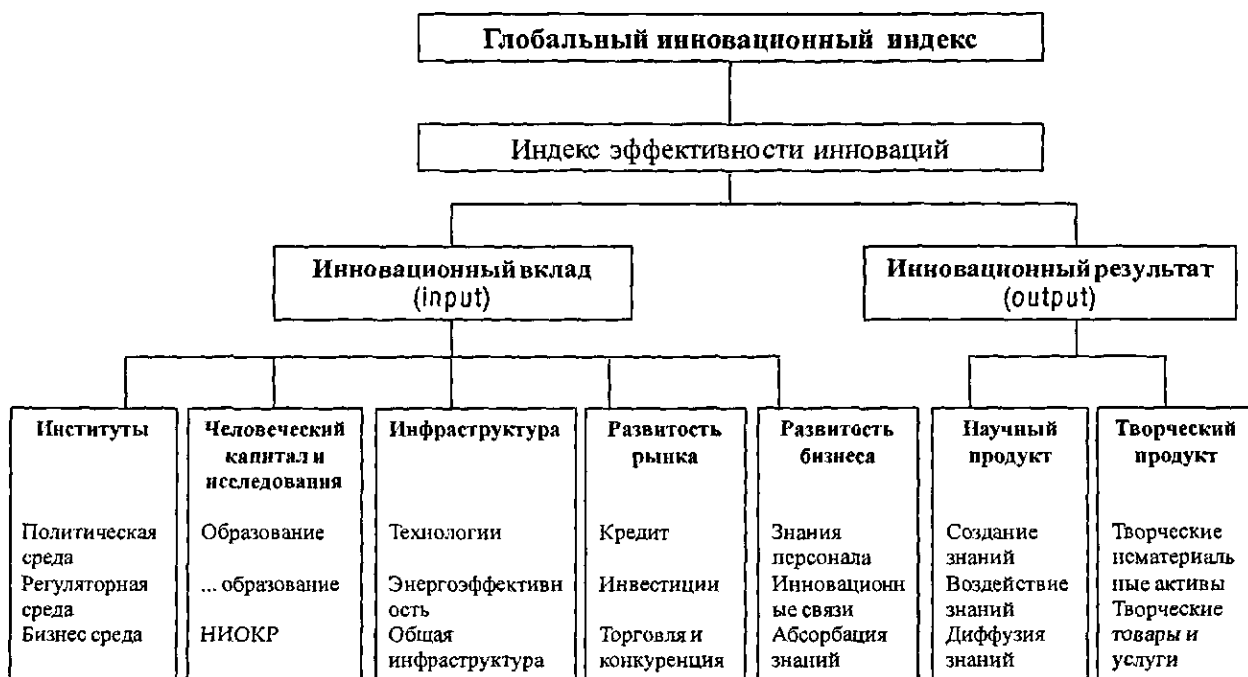 Глобальный инновационный индекс
Индекс эффективности инноваций
Инновационный вклад
(input)
Инновационный результат
(output)
Институты
Политическая
среда
Регуляторная
среда
Бизнес среда
Человеческий
капитал и
исследования
Образование
... образование
НИОКР
Инфраструктура
Технологии
Энергоэффективн
ость
Общая
инфраструктура
Развитость
рынка
Кредит
Инвестиции
Торговля и
конкуренция
Развитость
бизнеса
Знания
персонала
Инновационн
ые связи
Абсорбация
знаний
Научный
продукт
Создание
знаний
Воздействие
знаний
Диффузия
знаний
Творческий
продукт
Творческие
нематериаль
ные активы
Творческие
товары и
услуги